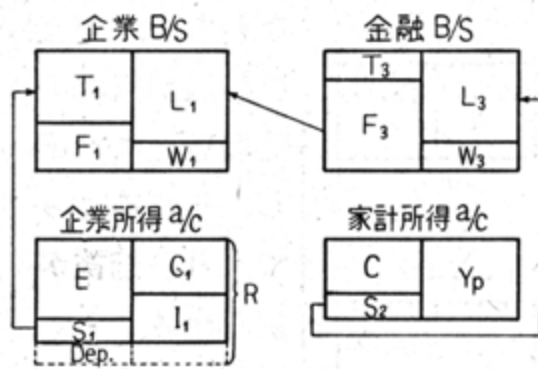 企業 B/S
金融 B/S
T₁
L₁
F₁
W₁
T₃
L₃
F₃
W₃
企業所得 a/c
家計所得 a/c
E
C₁
S₁
I₁
R
Dep.
C
Yp
S₂